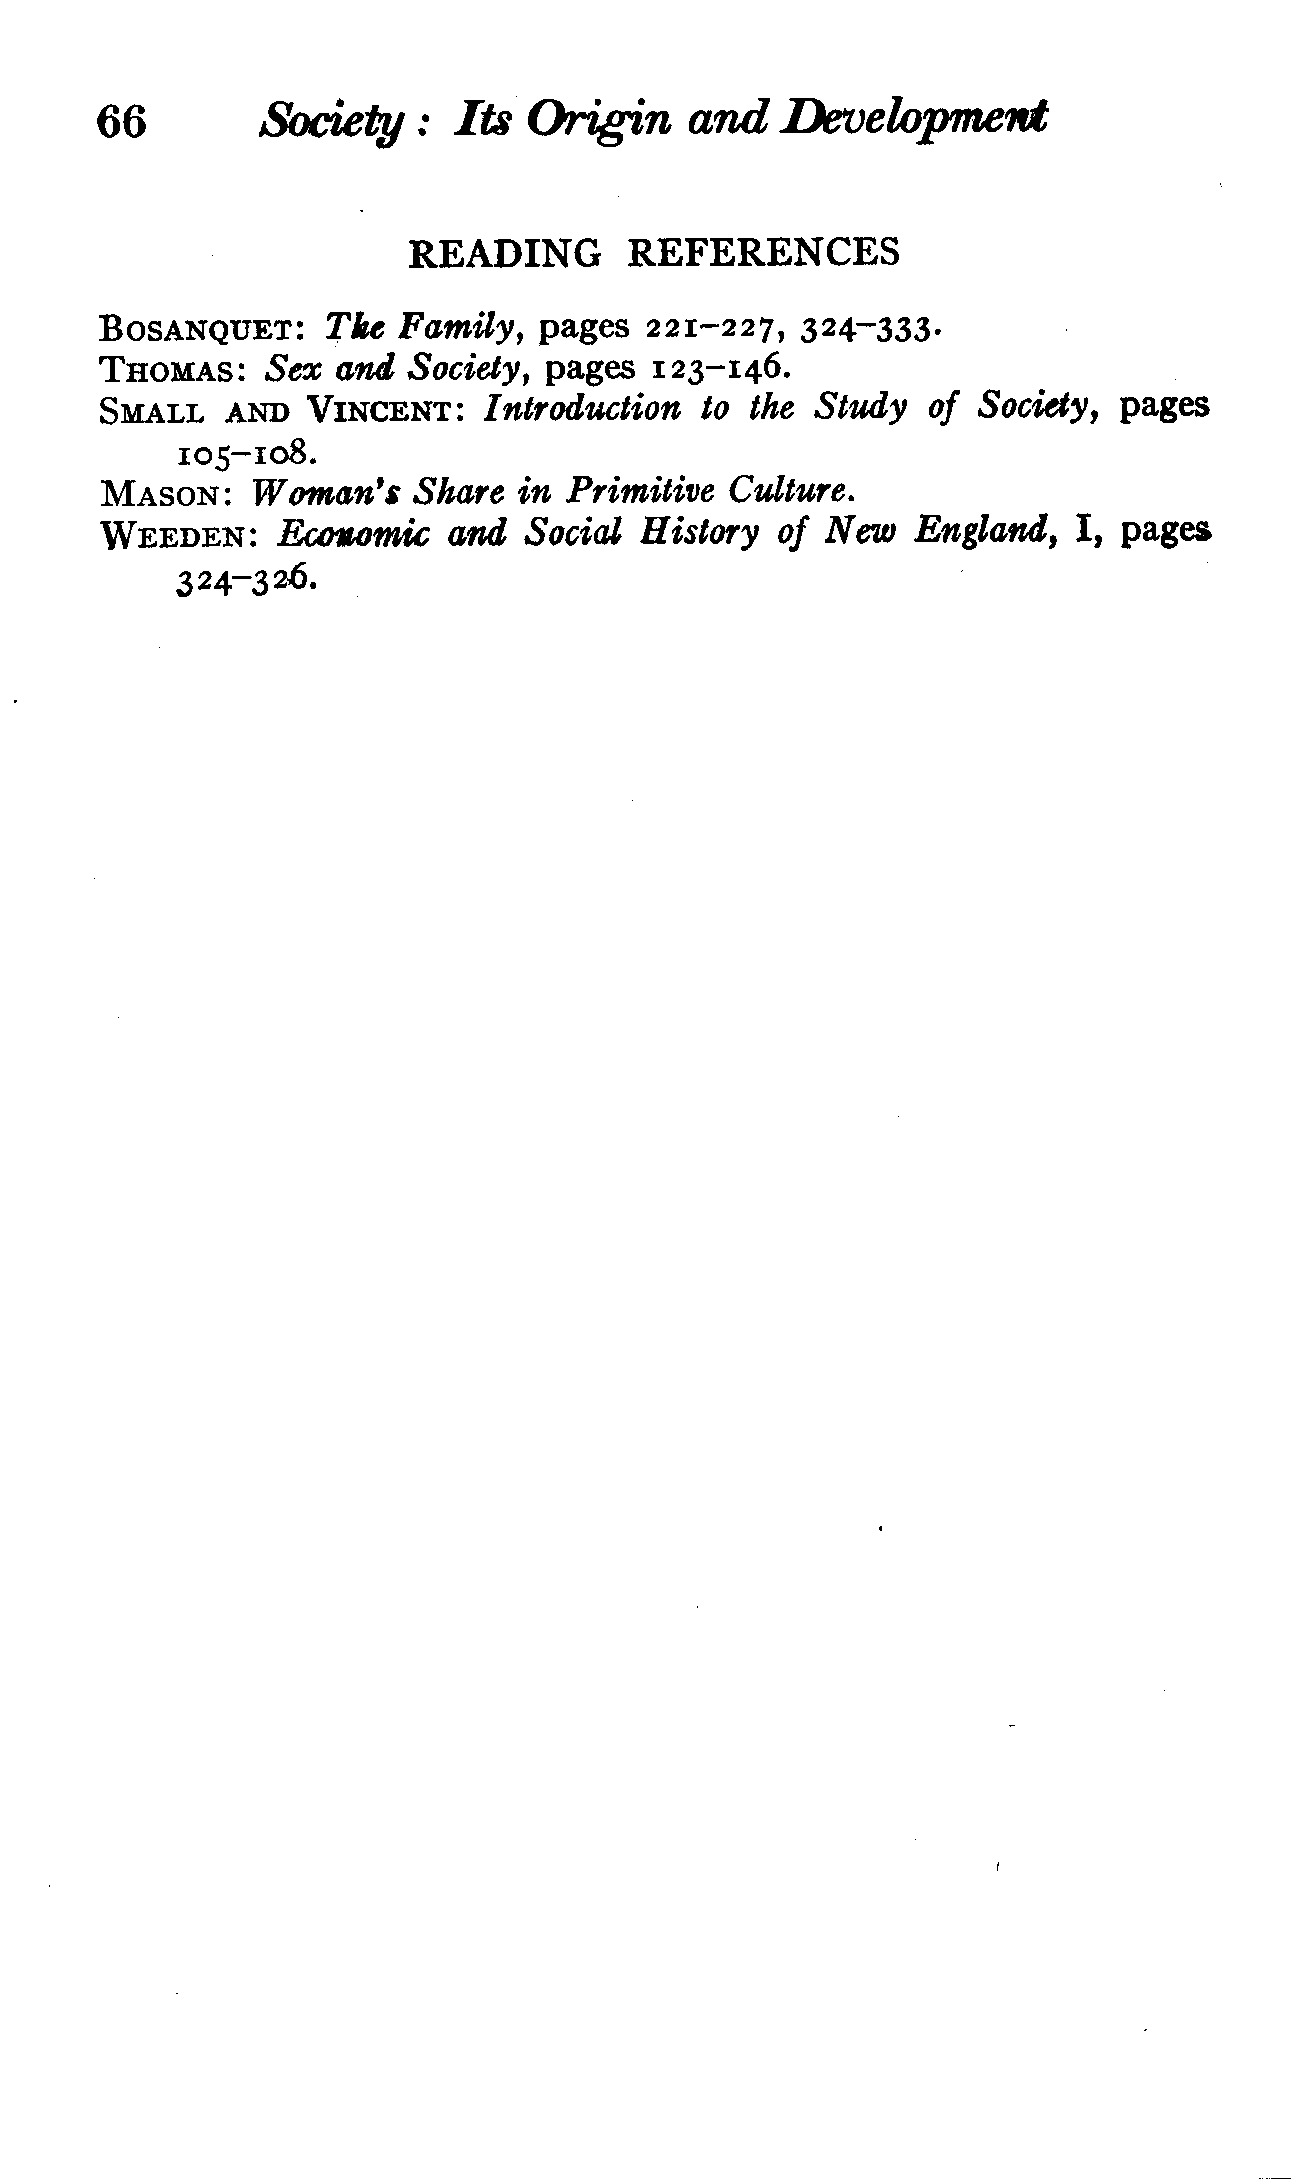 66 Society : Its Origin and Development
READING REFERENCES
BOSANQUET: The Family, pages 221–227, 324–333.
THOMAS: Sex and Society, pages 123–146.
SMALL AND VINCENT: Introduction to the Study of Society, pages
105–108.
MASON: Woman's Share in Primitive Culture.
WEEDEN: Economic and Social History of New England, I, pages
324–326.